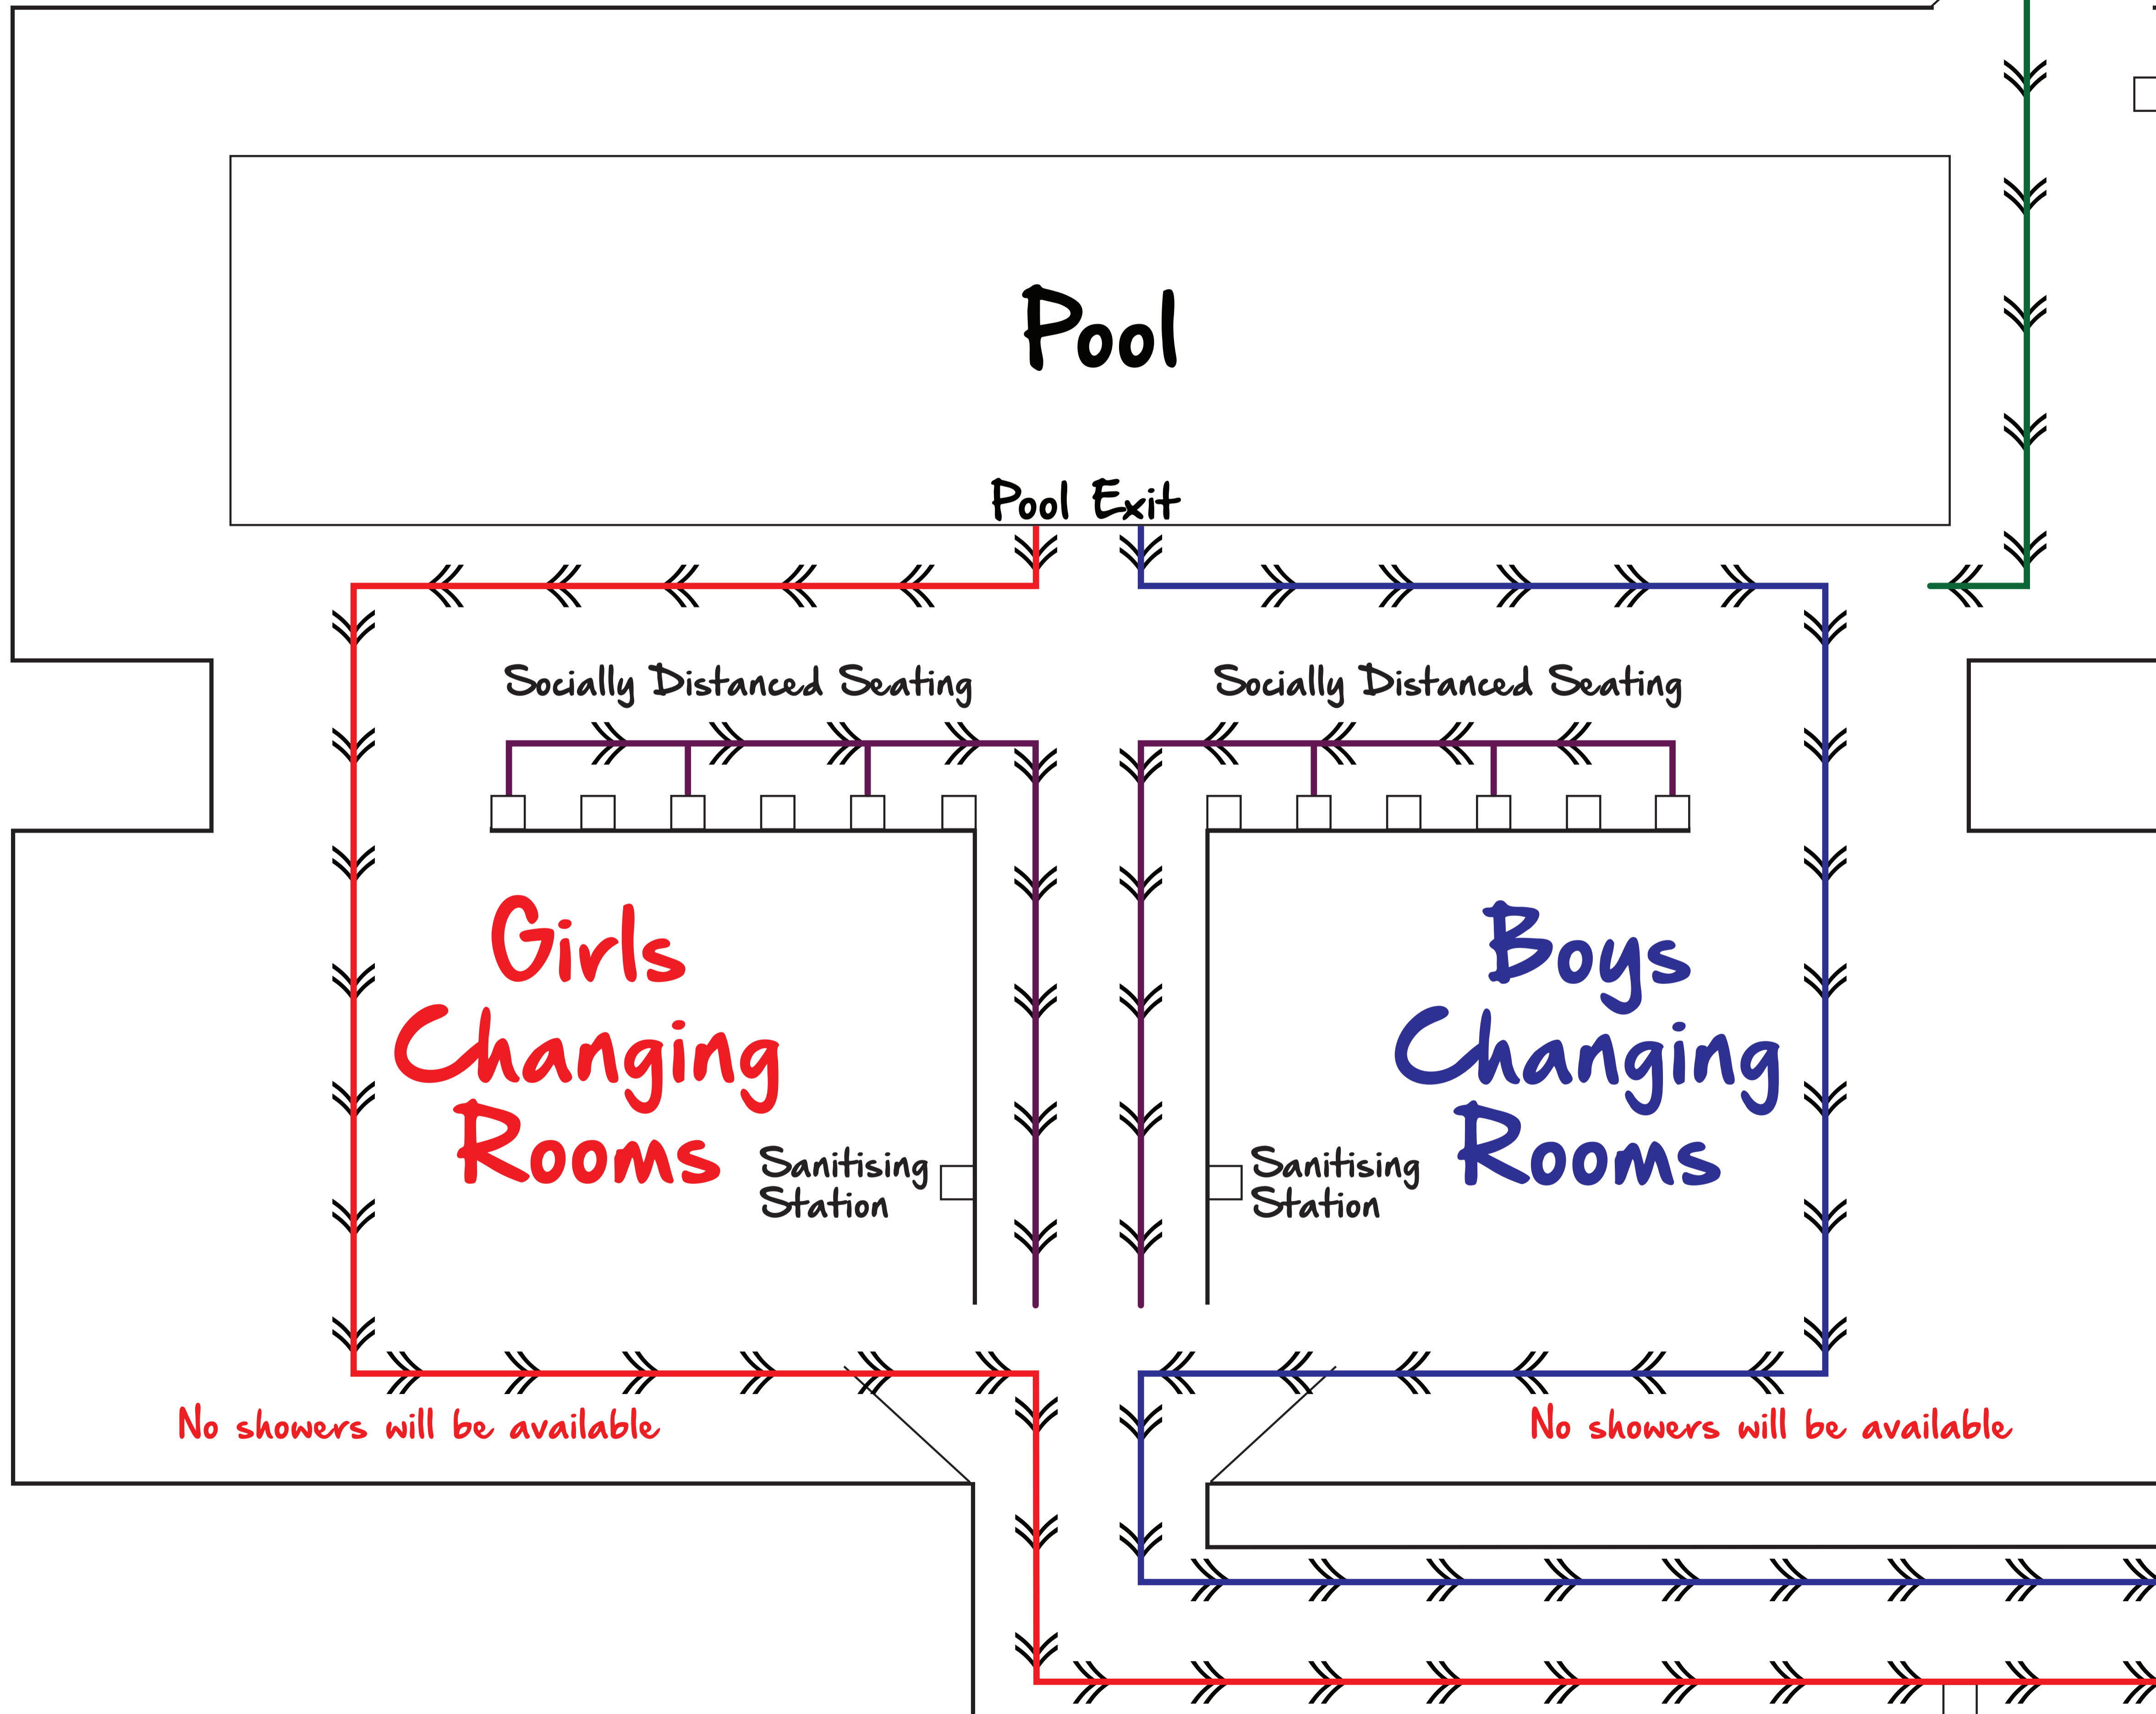 Pool
Pool Exit
Socially Distanced Seating
Socially Distanced Seating
Girls
Changing
Rooms
Boys
Changing
Rooms
Sanitising
Station
Sanitising
Station
No showers will be available
No showers will be available